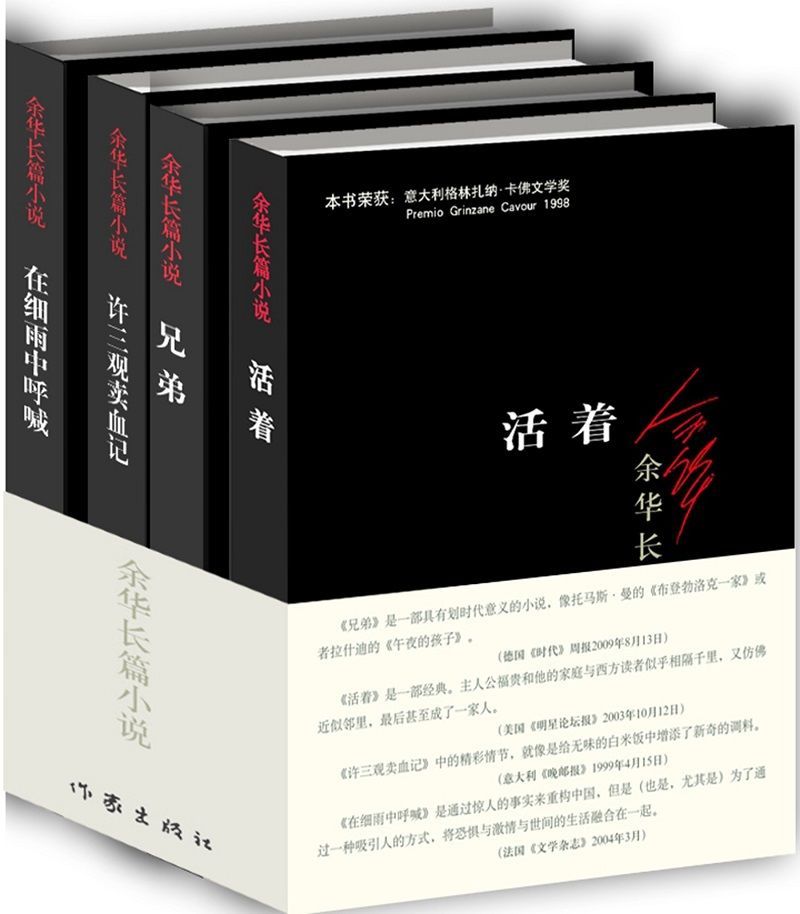 余华长篇小说
在细雨中呼喊
余华长篇小说
许三观卖血记
余华长篇小说
兄弟
余华长篇小说
活着
本书荣获：意大利格林扎纳·卡佛文学奖
Premio Grinzane Cavour 1998
活着
余华
余华长
《兄弟》是一部具有划时代意义的小说，像托马斯·曼的《布登勃洛克一家》或
者拉什迪的《午夜的孩子》。
（德国《时代》周报2009年8月13日）
《活着》是一部经典。主人公福贵和他的家庭与西方读者似乎相隔千里，又仿佛
近似邻里，最后甚至成了一家人。
（美国《明星论坛报》2003年10月12日）
《许三观卖血记》中的精彩情节，就像是给无味的白米饭中增添了新奇的调料。
（意大利《晚邮报》1999年4月15日）
《在细雨中呼喊》是通过惊人的事实来重构中国，但是（也是，尤其是）为了通
过一种吸引人的方式，将恐惧与激情与世间的生活融合在一起。
（法国《文学杂志》2004年3月）
余华长篇小说
作家出版社